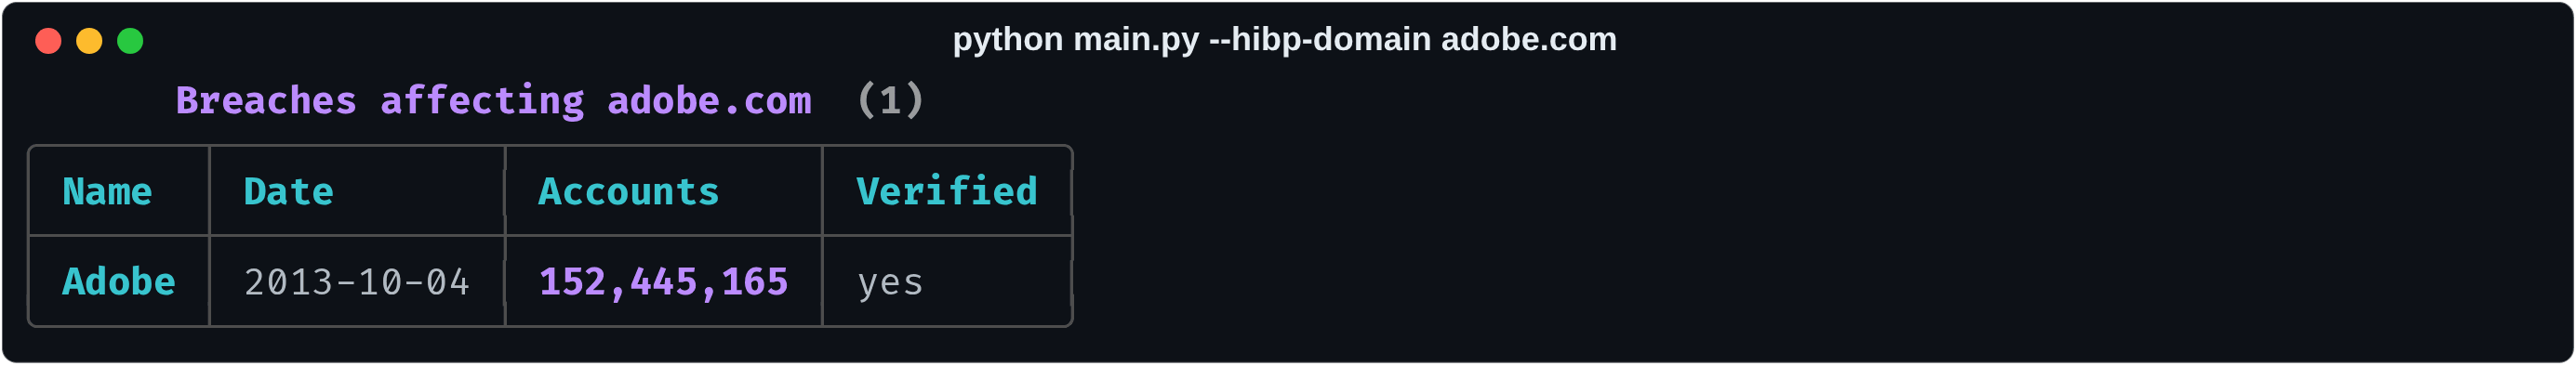 python main.py --hibp-domain adobe.com
Breaches affecting adobe.com (1)
Name Date Accounts Verified
Adobe 2013-10-04 152,445,165 yes